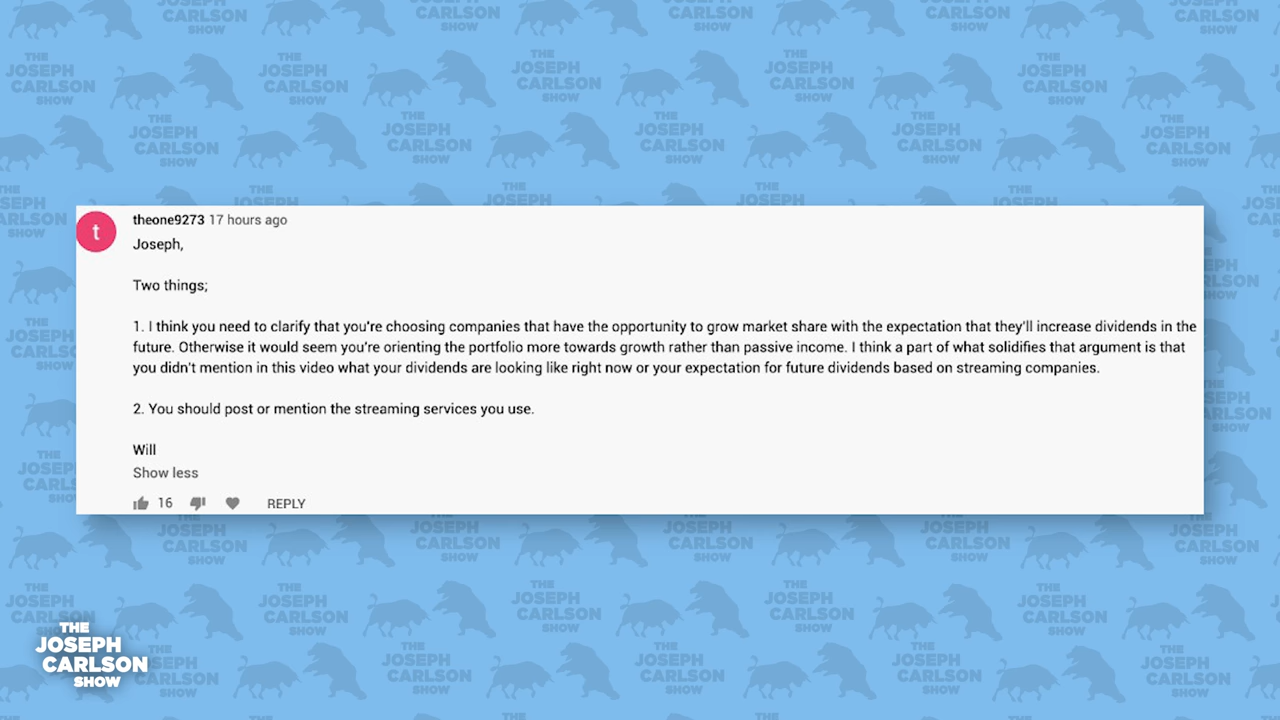 t
theone9273 17 hours ago
Joseph,
Two things;
1. I think you need to clarify that you're choosing companies that have the opportunity to grow market share with the expectation that they'll increase dividends in the
future. Otherwise it would seem you're orienting the portfolio more towards growth rather than passive income. I think a part of what solidifies that argument is that
you didn't mention in this video what your dividends are looking like right now or your expectation for future dividends based on streaming companies.
2. You should post or mention the streaming services you use.
Will
Show less
16 REPLY
THE
JOSEPH
CARLSON
SHOW